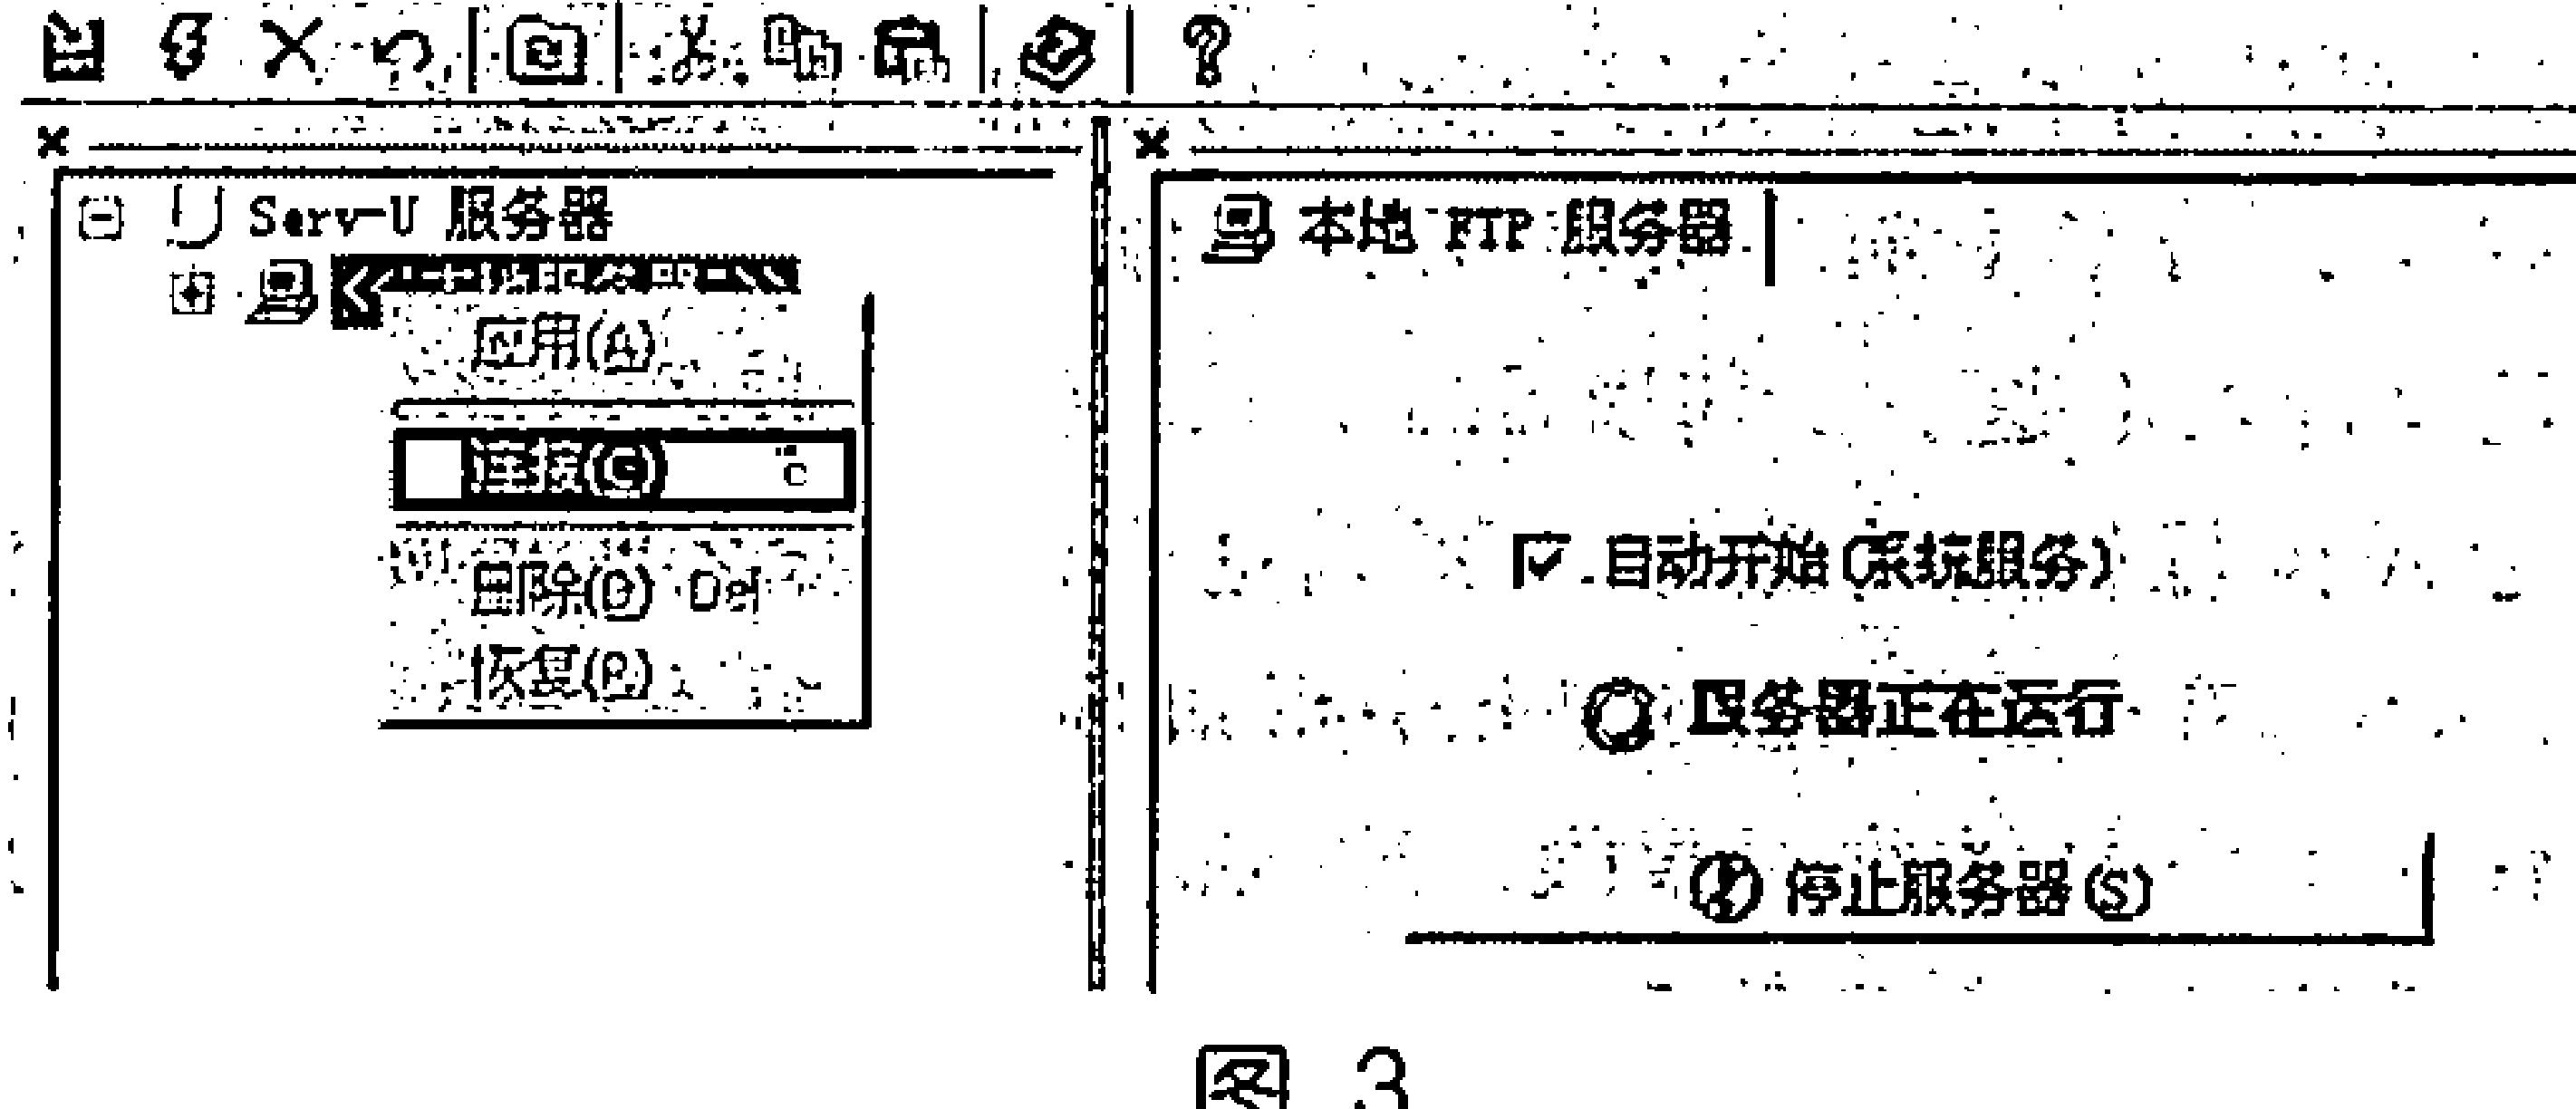 Serv-U 服务器
应用(A)
连接(C)
删除(D) Del
恢复(R)
本地 FTP 服务器
自动开始(系统服务)
服务器正在运行
停止服务器(S)
图 3